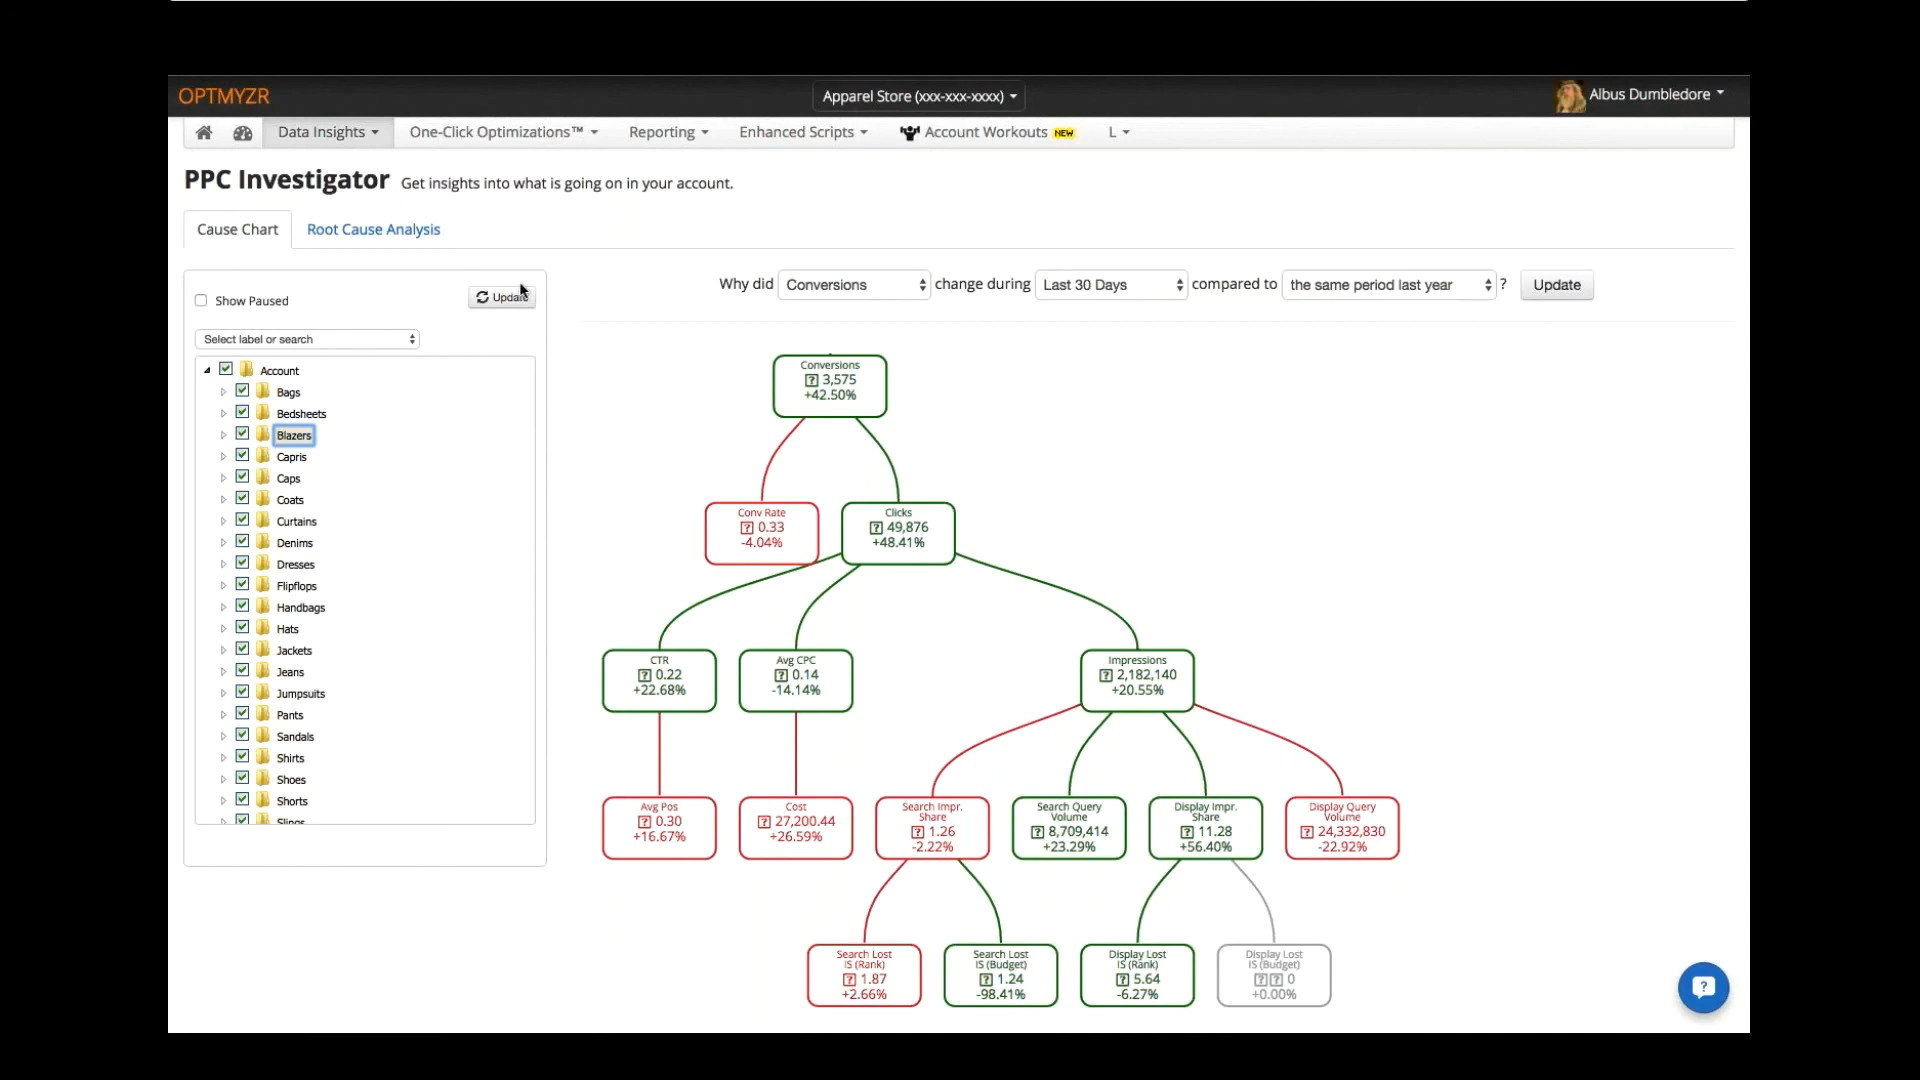 OPTMYZR
Apparel Store (xxx-xxx-xxxx)
Albus Dumbledore
Data Insights
One-Click Optimizations™
Reporting
Enhanced Scripts
Account Workouts NEW
L
PPC Investigator Get insights into what is going on in your account.
Cause Chart
Root Cause Analysis
Show Paused
Update
Select label or search
Account
Bags
Bedsheets
Blazers
Capris
Caps
Coats
Curtains
Denims
Dresses
Flipflops
Handbags
Hats
Jackets
Jeans
Jumpsuits
Pants
Sandals
Shirts
Shoes
Shorts
Slings
Why did Conversions change during Last 30 Days compared to the same period last year ? Update
Conversions
3,575
+42.50%
Conv Rate
0.33
-4.04%
Clicks
49,876
+48.41%
CTR
0.22
+22.68%
Avg CPC
0.14
-14.14%
Impressions
2,182,140
+20.55%
Avg Pos
0.30
+16.67%
Cost
27,200.44
+26.59%
Search Impr.
Share
1.26
-2.22%
Search Query
Volume
8,709,414
+23.29%
Display Impr.
Share
11.28
+56.40%
Display Query
Volume
24,332,830
-22.92%
Search Lost
IS (Rank)
1.87
+2.66%
Search Lost
IS (Budget)
1.24
-98.41%
Display Lost
IS (Rank)
5.64
-6.27%
Display Lost
IS (Budget)
0
+0.00%